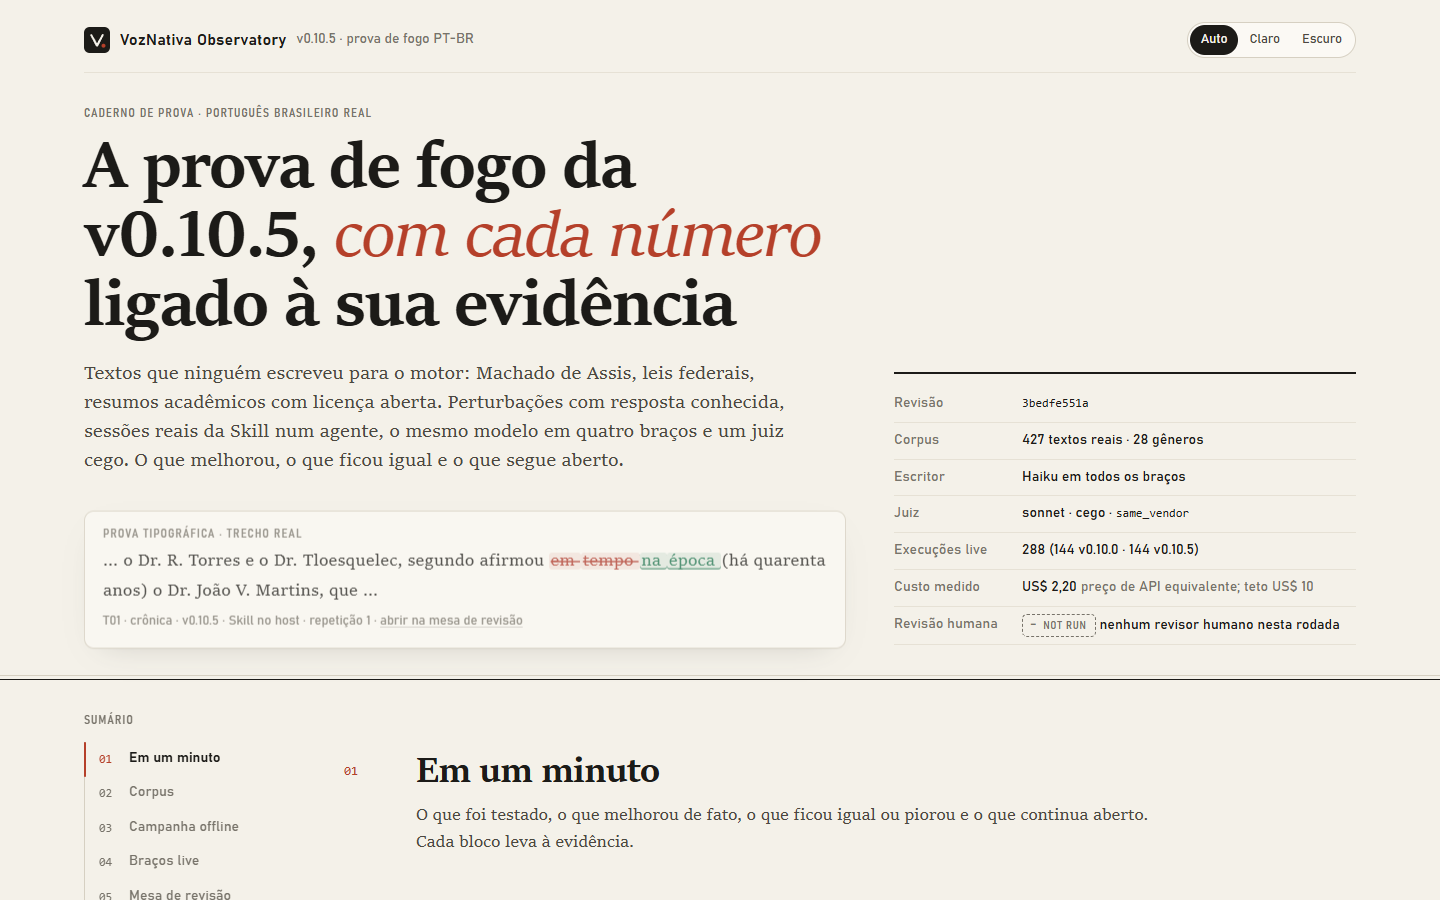 VozNativa Observatory v0.10.5 · prova de fogo PT-BR
Auto Claro Escuro
CADERNO DE PROVA · PORTUGUÊS BRASILEIRO REAL
A prova de fogo da
v0.10.5, com cada número
ligado à sua evidência
Textos que ninguém escreveu para o motor: Machado de Assis, leis federais,
resumos acadêmicos com licença aberta. Perturbações com resposta conhecida,
sessões reais da Skill num agente, o mesmo modelo em quatro braços e um juiz
cego. O que melhorou, o que ficou igual e o que segue aberto.
PROVA TIPOGRÁFICA · TRECHO REAL
... o Dr. R. Torres e o Dr. Tloesquelec, segundo afirmou em tempo na época (há quarenta
anos) o Dr. João V. Martins, que ...
T01 · crônica · v0.10.5 · Skill no host · repetição 1 · abrir na mesa de revisão
Revisão 3bedfe551a
Corpus 427 textos reais · 28 gêneros
Escritor Haiku em todos os braços
Juiz sonnet · cego · same_vendor
Execuções live 288 (144 v0.10.0 · 144 v0.10.5)
Custo medido US$ 2,20 preço de API equivalente; teto US$ 10
Revisão humana – NOT RUN nenhum revisor humano nesta rodada
SUMÁRIO
01 Em um minuto
02 Corpus
03 Campanha offline
04 Braços live
05 Mesa de revisão
01 Em um minuto
O que foi testado, o que melhorou de fato, o que ficou igual ou piorou e o que continua aberto.
Cada bloco leva à evidência.